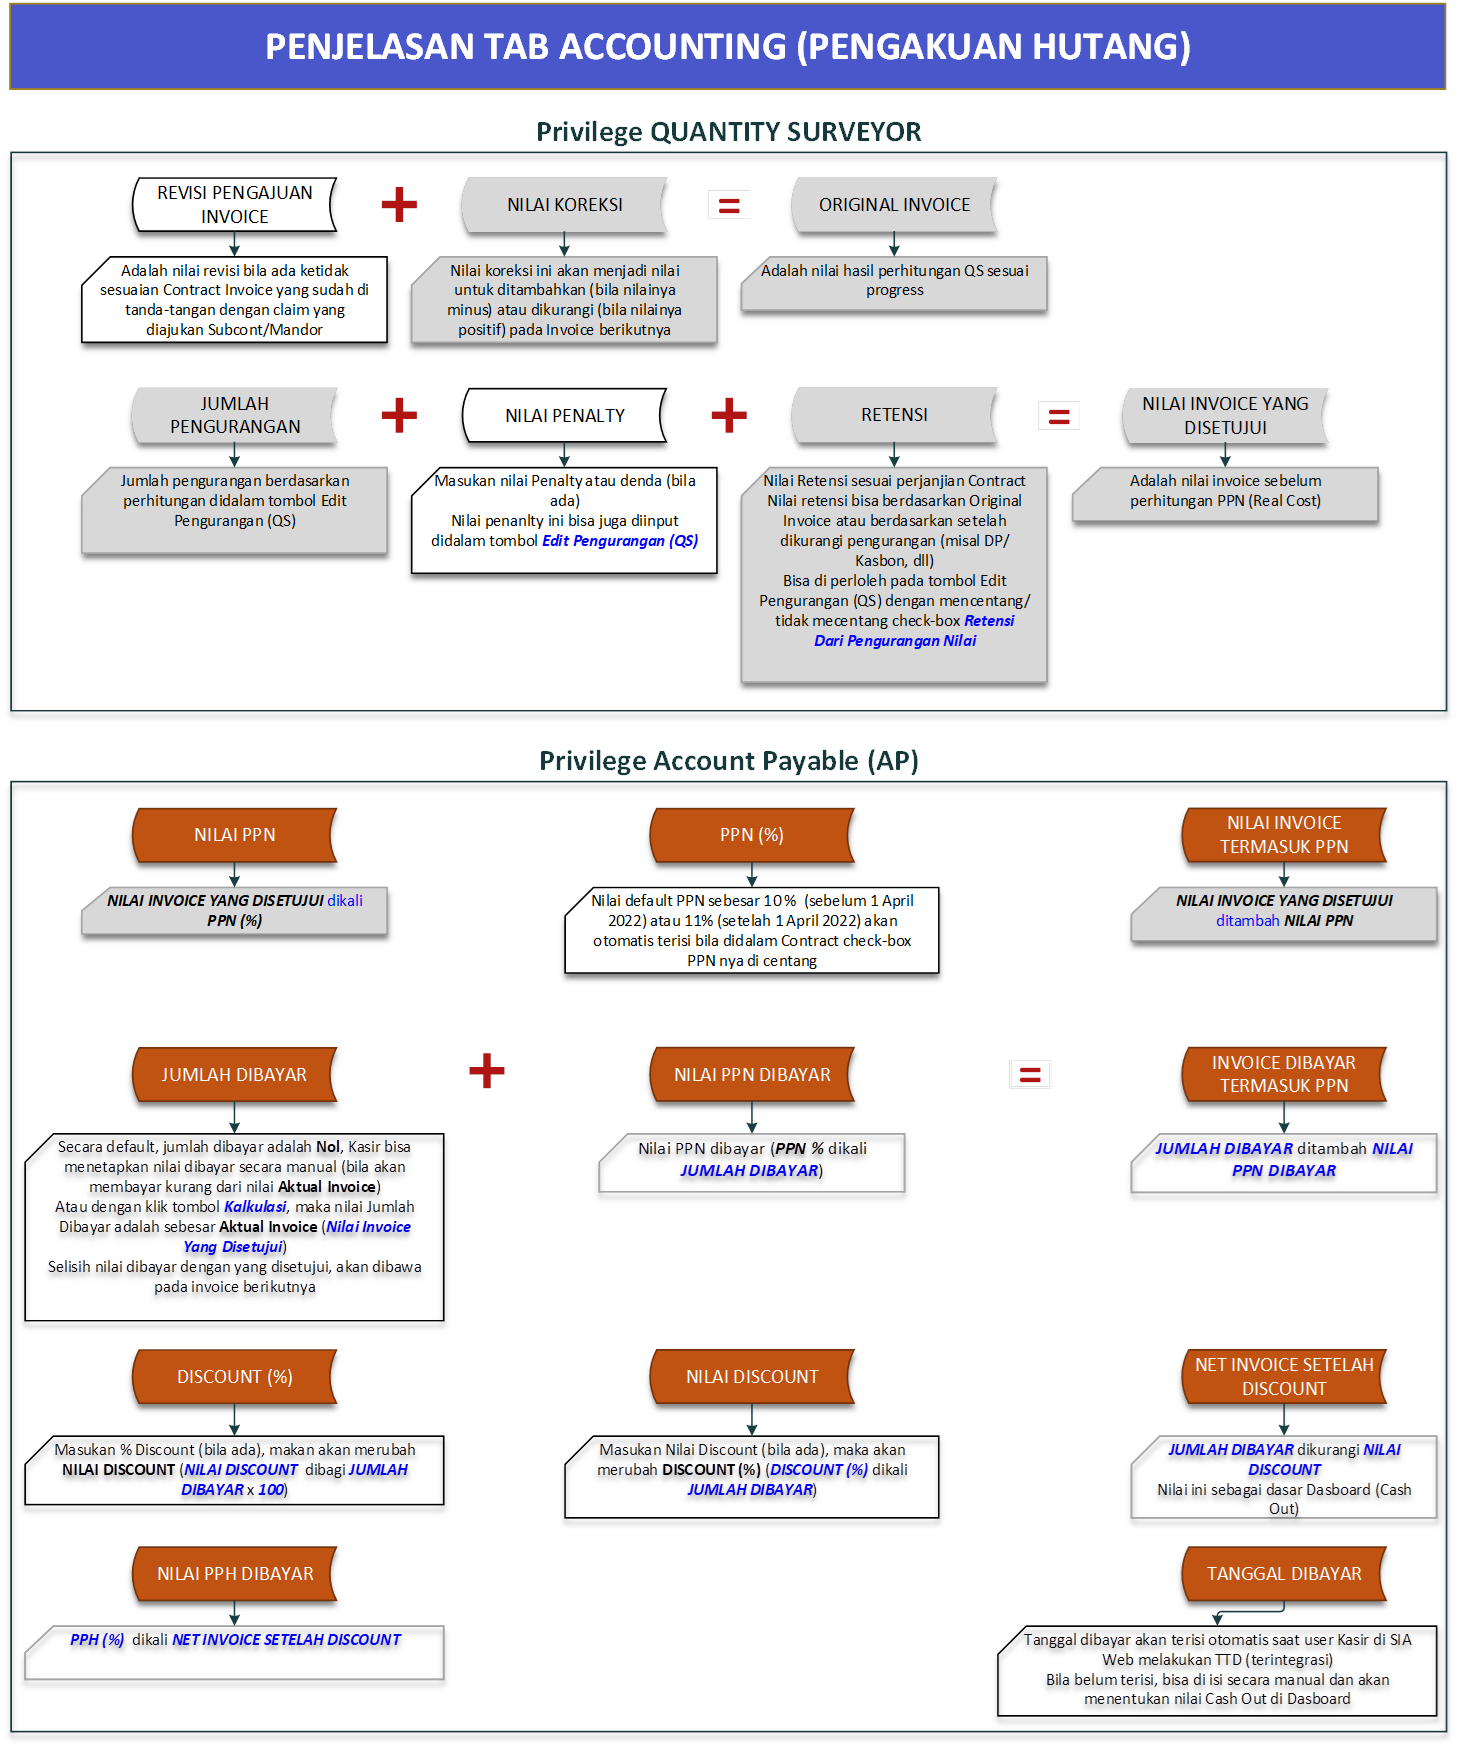 PENJELASAN TAB ACCOUNTING (PENGAKUAN HUTANG)
Privilege QUANTITY SURVEYOR
REVISI PENGAJUAN
INVOICE
+
NILAI KOREKSI
=
ORIGINAL INVOICE
Adalah nilai revisi bila ada ketidak
sesuaian Contract Invoice yang sudah di
tanda-tangan dengan claim yang
diajukan Subcont/Mandor
Nilai koreksi ini akan menjadi nilai
untuk ditambahkan (bila nilainya
minus) atau dikurangi (bila nilainya
positif) pada Invoice berikutnya
Adalah nilai hasil perhitungan QS sesuai
progress
JUMLAH
PENGURANGAN
+
NILAI PENALTY
+
RETENSI
=
NILAI INVOICE YANG
DISETUJUI
Jumlah pengurangan berdasarkan
perhitungan didalam tombol Edit
Pengurangan (QS)
Masukan nilai Penalty atau denda (bila
ada)
Nilai penanlty ini bisa juga diinput
didalam tombol Edit Pengurangan (QS)
Nilai Retensi sesuai perjanjian Contract
Nilai retensi bisa berdasarkan Original
Invoice atau berdasarkan setelah
dikurangi pengurangan (misal DP/
Kasbon, dll)
Bisa di perloleh pada tombol Edit
Pengurangan (QS) dengan mencentang/
tidak mecentang check-box Retensi
Dari Pengurangan Nilai
Adalah nilai invoice sebelum
perhitungan PPN (Real Cost)
Privilege Account Payable (AP)
NILAI PPN
PPN (%)
NILAI INVOICE
TERMASUK PPN
NILAI INVOICE YANG DISETUJUI dikali
PPN (%)
Nilai default PPN sebesar 10 % (sebelum 1 April
2022) atau 11% (setelah 1 April 2022) akan
otomatis terisi bila didalam Contract check-box
PPN nya di centang
NILAI INVOICE YANG DISETUJUI
ditambah NILAI PPN
JUMLAH DIBAYAR
+
NILAI PPN DIBAYAR
=
INVOICE DIBAYAR
TERMASUK PPN
Secara default, jumlah dibayar adalah Nol, Kasir bisa
menetapkan nilai dibayar secara manual (bila akan
membayar kurang dari nilai Aktual Invoice)
Atau dengan klik tombol Kalkulasi, maka nilai Jumlah
Dibayar adalah sebesar Aktual Invoice (Nilai Invoice
Yang Disetujui)
Selisih nilai dibayar dengan yang disetujui, akan dibawa
pada invoice berikutnya
Nilai PPN dibayar (PPN % dikali
JUMLAH DIBAYAR)
JUMLAH DIBAYAR ditambah NILAI
PPN DIBAYAR
DISCOUNT (%)
NILAI DISCOUNT
NET INVOICE SETELAH
DISCOUNT
Masukan % Discount (bila ada), makan akan merubah
NILAI DISCOUNT (NILAI DISCOUNT dibagi JUMLAH
DIBAYAR x 100)
Masukan Nilai Discount (bila ada), maka akan
merubah DISCOUNT (%) (DISCOUNT (%) dikali
JUMLAH DIBAYAR)
JUMLAH DIBAYAR dikurangi NILAI
DISCOUNT
Nilai ini sebagai dasar Dasboard (Cash
Out)
NILAI PPH DIBAYAR
TANGGAL DIBAYAR
PPH (%) dikali NET INVOICE SETELAH DISCOUNT
Tanggal dibayar akan terisi otomatis saat user Kasir di SIA
Web melakukan TTD (terintegrasi)
Bila belum terisi, bisa di isi secara manual dan akan
menentukan nilai Cash Out di Dasboard